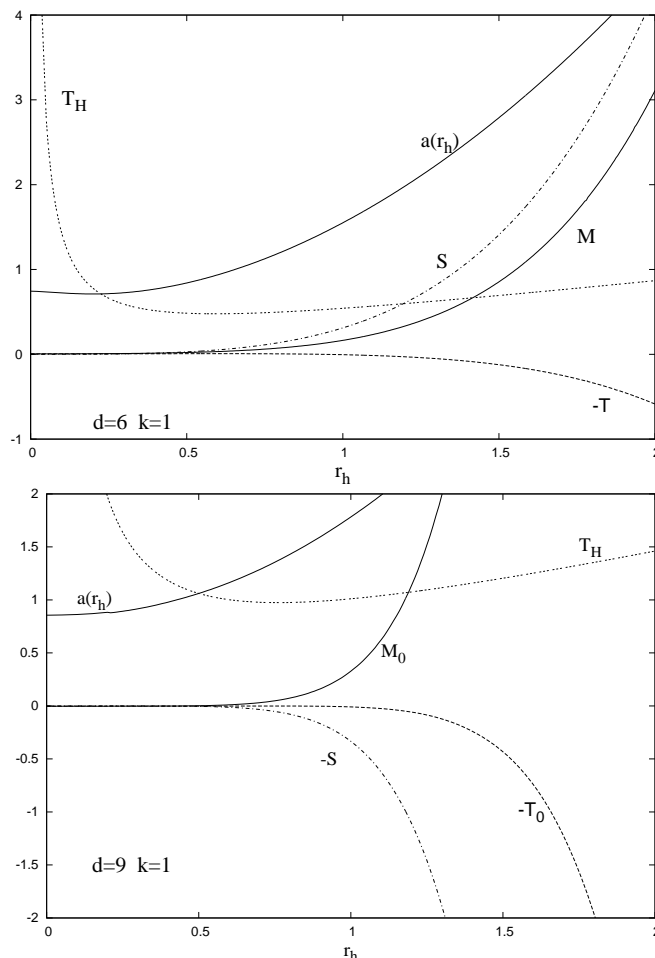 4
T_H
3
a(r_h)
2
S
M
1
0
-T
d=6 k=1
-1
0 0.5 1 1.5 2
r_h
2
1.5
T_H
a(r_h)
1
M_0
0.5
0
-0.5
-S
-1
-T_0
-1.5
d=9 k=1
-2
0 0.5 1 1.5 2
r_h